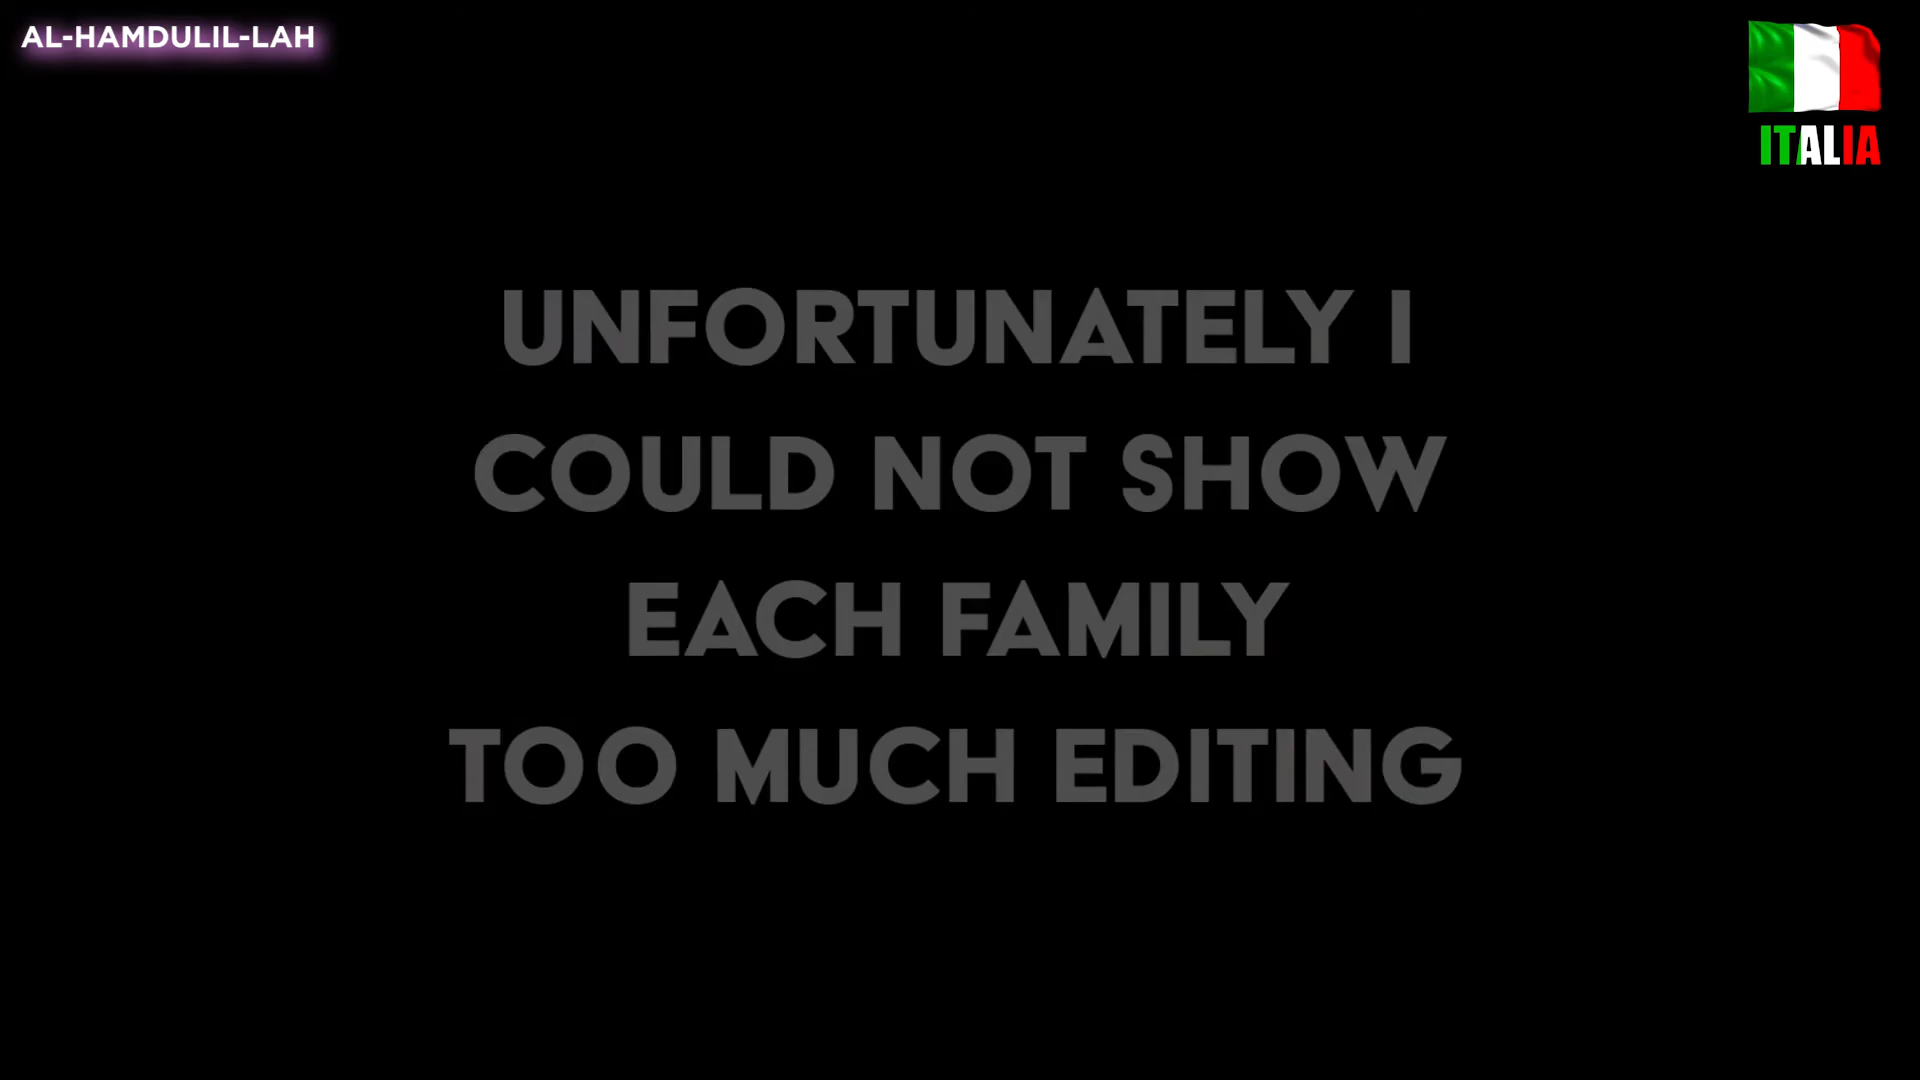 AL-HAMDULIL-LAH
ITALIA
UNFORTUNATELY I
COULD NOT SHOW
EACH FAMILY
TOO MUCH EDITING